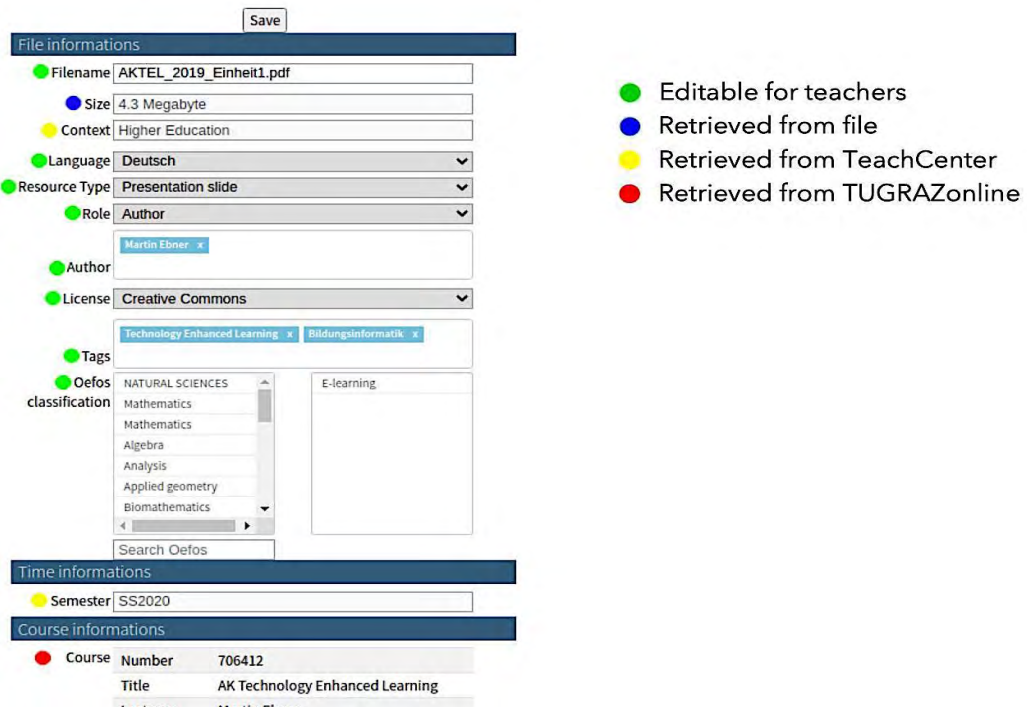 Save
File informations
Filename AKTEL_2019_Einheit1.pdf
Size 4.3 Megabyte
Context Higher Education
Language Deutsch
Resource Type Presentation slide
Role Author
Martin Ebner x
Author
License Creative Commons
Technology Enhanced Learning x Bildungsinformatik x
Tags
Oefos classification
NATURAL SCIENCES
Mathematics
Mathematics
Algebra
Analysis
Applied geometry
Biomathematics
E-learning
Search Oefos
Time informations
Semester SS2020
Course informations
Course Number 706412
Title AK Technology Enhanced Learning
Editable for teachers
Retrieved from file
Retrieved from TeachCenter
Retrieved from TUGRAZonline